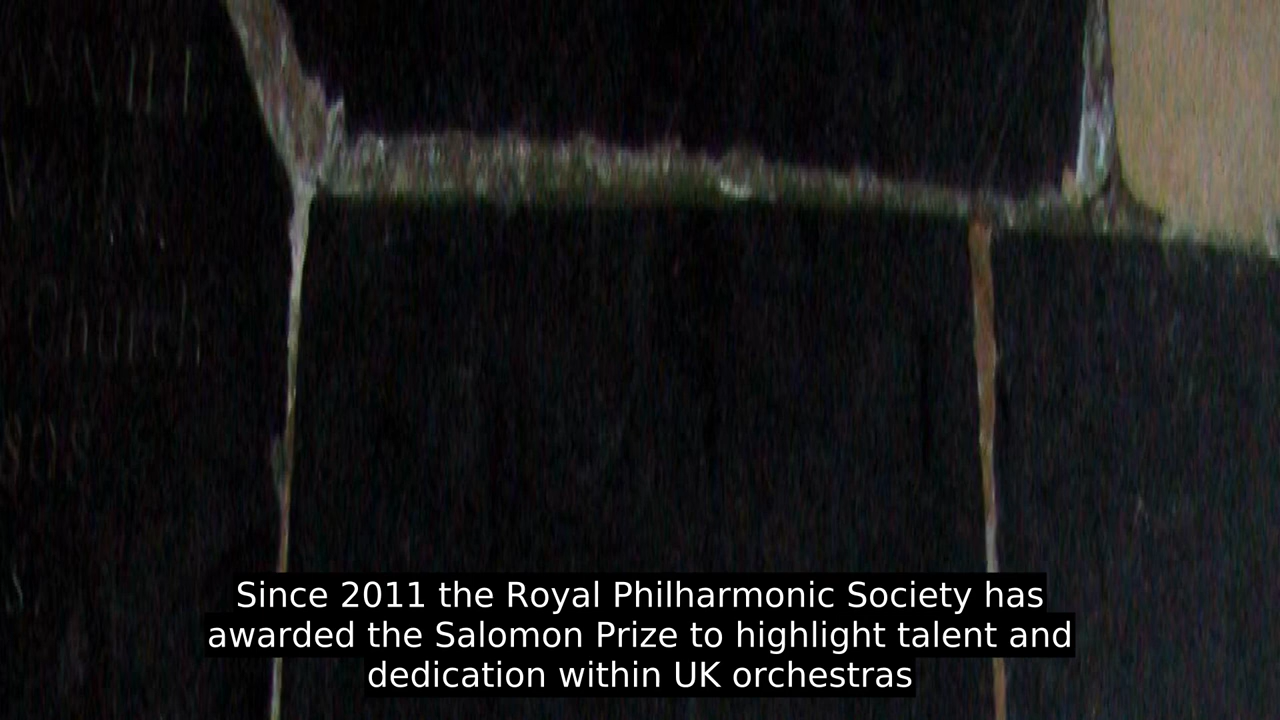 Church
Since 2011 the Royal Philharmonic Society has
awarded the Salomon Prize to highlight talent and
dedication within UK orchestras